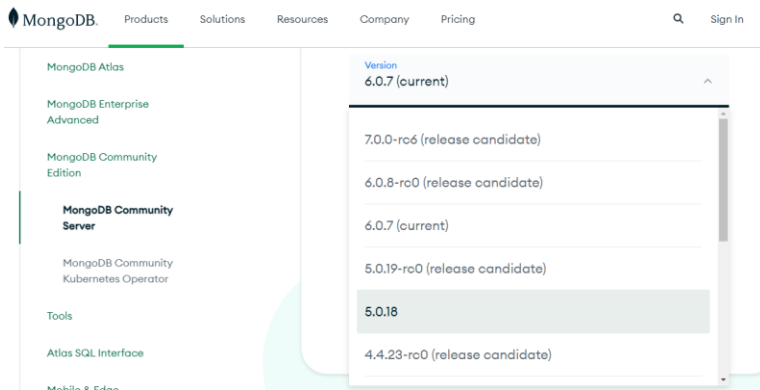 MongoDB.
Products
Solutions
Resources
Company
Pricing
Sign In
MongoDB Atlas
MongoDB Enterprise
Advanced
MongoDB Community
Edition
MongoDB Community
Server
MongoDB Community
Kubernetes Operator
Tools
Atlas SQL Interface
Mobile & Edge
Version
6.0.7 (current)
7.0.0-rc6 (release candidate)
6.0.8-rc0 (release candidate)
6.0.7 (current)
5.0.19-rc0 (release candidate)
5.0.18
4.4.23-rc0 (release candidate)